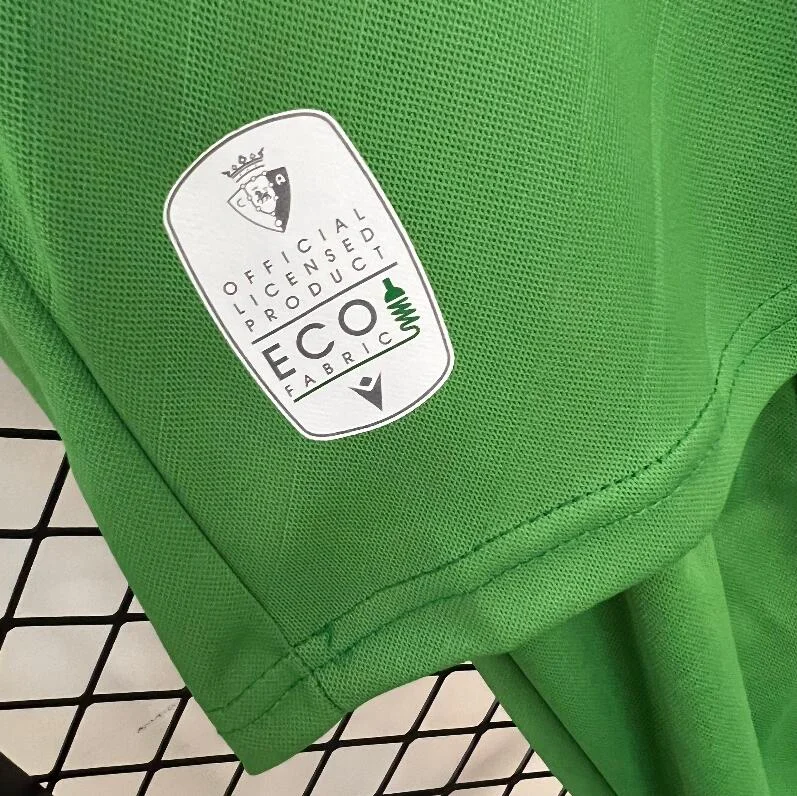 C A
OFFICIAL
LICENSED
PRODUCT
ECO
FABRIC